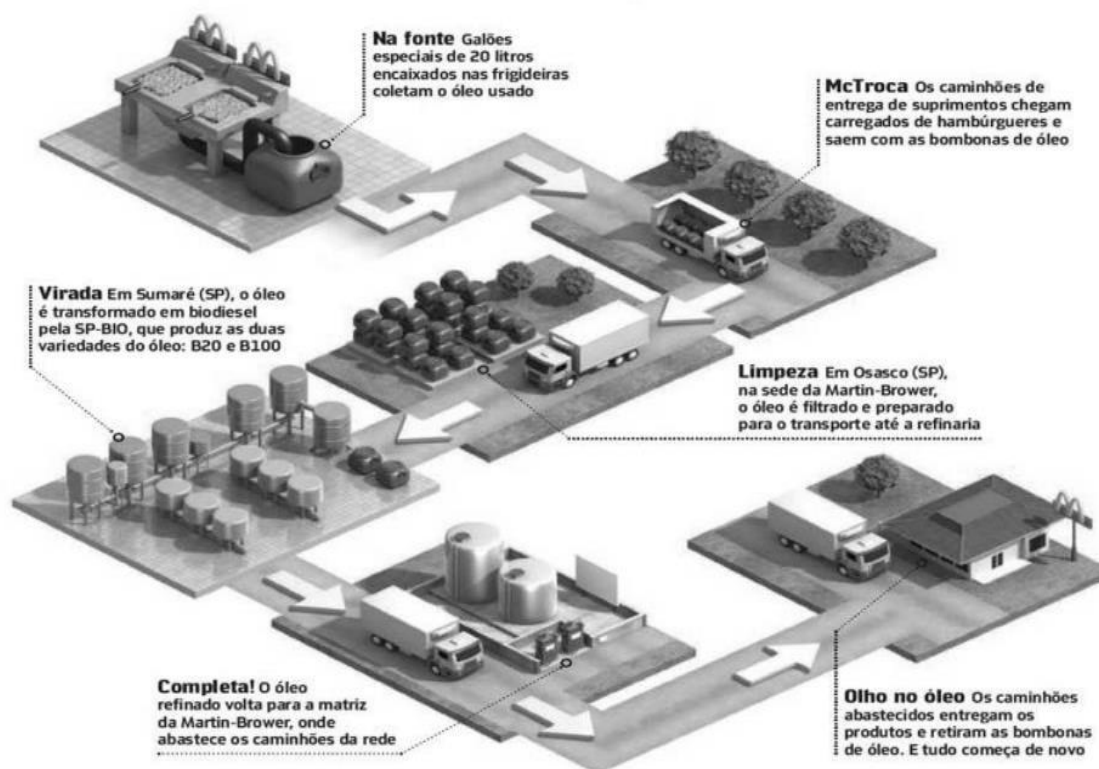 Na fonte Galões
especiais de 20 litros
encaixados nas frigideiras
coletam o óleo usado
McTroca Os caminhões de
entrega de suprimentos chegam
carregados de hambúrgueres e
saem com as bombonas de óleo
Limpeza Em Osasco (SP),
na sede da Martin-Brower,
o óleo é filtrado e preparado
para o transporte até a refinaria
Virada Em Sumaré (SP), o óleo
é transformado em biodiesel
pela SP-BIO, que produz as duas
variedades do óleo: B20 e B100
Completa! O óleo
refinado volta para a matriz
da Martin-Brower, onde
abastece os caminhões da rede
Olho no óleo Os caminhões
abastecidos entregam os
produtos e retiram as bombonas
de óleo. E tudo começa de novo